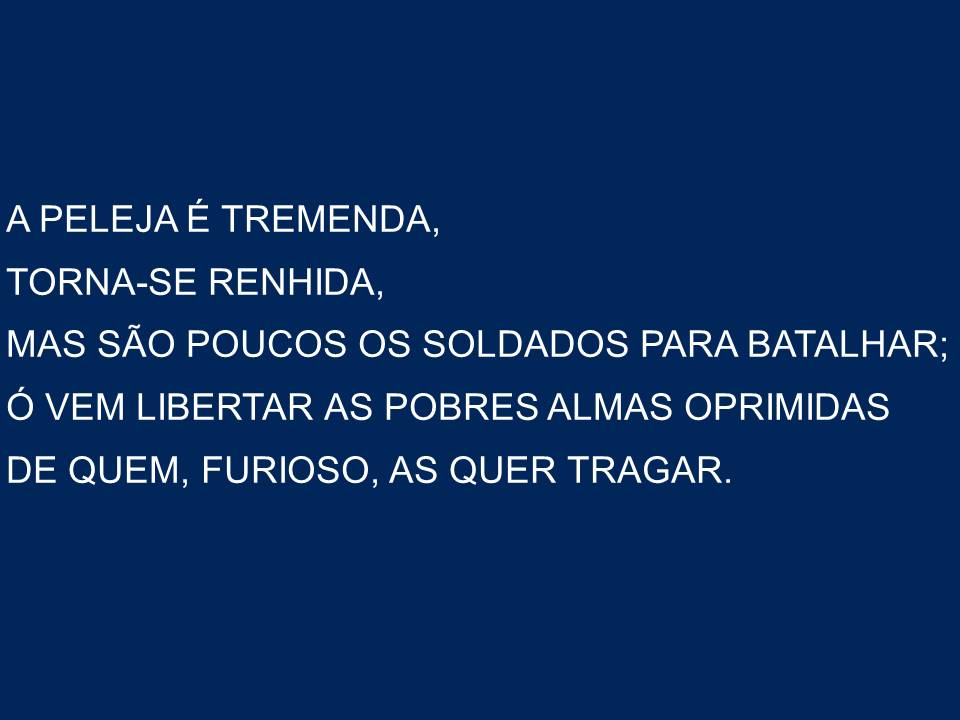 A PELEJA É TREMENDA,
TORNA-SE RENHIDA,
MAS SÃO POUCOS OS SOLDADOS PARA BATALHAR;
Ó VEM LIBERTAR AS POBRES ALMAS OPRIMIDAS
DE QUEM, FURIOSO, AS QUER TRAGAR.